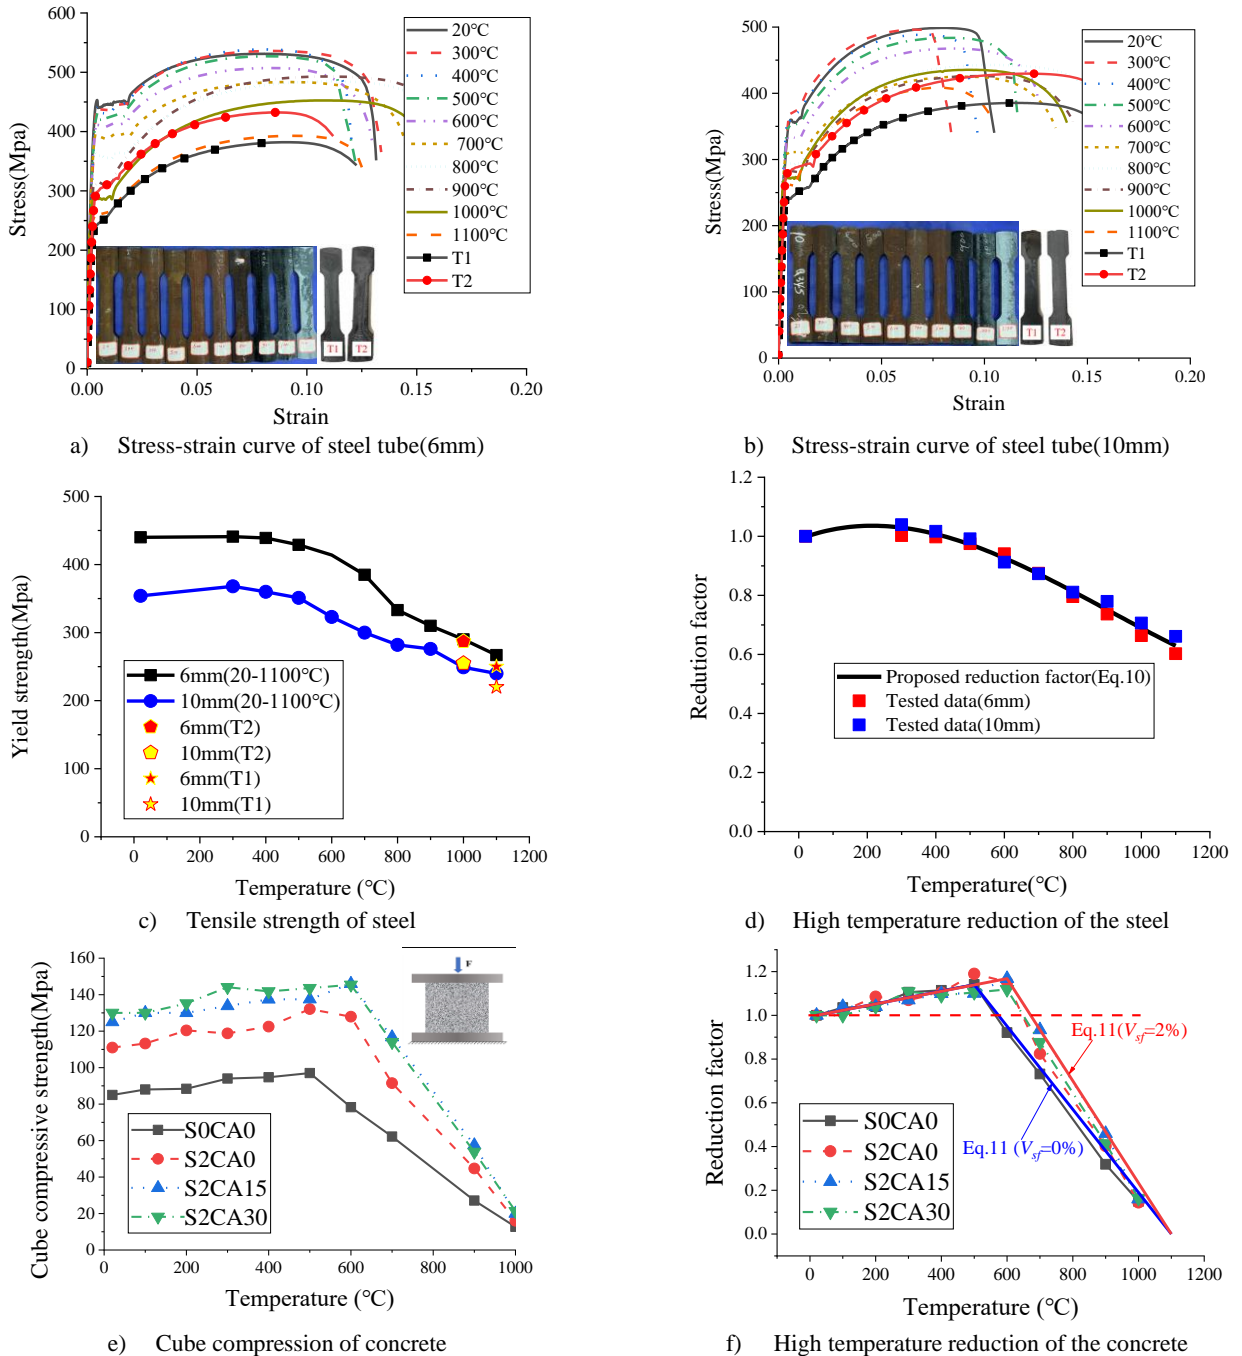 600
500
400
300
200
100
0
0.00
0.05
0.10
0.15
0.20
Stress(Mpa)
Strain
20℃
300℃
400℃
500℃
600℃
700℃
800℃
900℃
1000℃
1100℃
T1
T2
T1
T2
a) Stress-strain curve of steel tube(6mm)
500
450
400
350
300
250
200
150
100
50
0
0.00
0.05
0.10
0.15
0.20
Stress(Mpa)
Strain
20℃
300℃
400℃
500℃
600℃
700℃
800℃
900℃
1000℃
1100℃
T1
T2
T1
T2
b) Stress-strain curve of steel tube(10mm)
500
400
350
300
250
200
100
0
0
200
400
600
800
1000
1200
Yield strength(Mpa)
Temperature (℃)
6mm(20-1100℃)
10mm(20-1100℃)
6mm(T2)
10mm(T2)
6mm(T1)
10mm(T1)
c) Tensile strength of steel
1.2
1.0
0.8
0.6
0.4
0.2
0.0
0
200
400
600
800
1000
1200
Redution factor
Temperature(℃)
Proposed reduction factor(Eq.10)
Tested data(6mm)
Tested data(10mm)
d) High temperature reduction of the steel
160
140
120
100
80
60
40
20
0
0
200
400
600
800
1000
Cube compressive strength(Mpa)
Temperature (℃)
F
S0CA0
S2CA0
S2CA15
S2CA30
e) Cube compression of concrete
1.2
1.0
0.8
0.6
0.4
0.2
0.0
0
200
400
600
800
1000
1200
Reduction factor
Temperature (℃)
Eq.11(Vsf=2%)
Eq.11 (Vsf=0%)
S0CA0
S2CA0
S2CA15
S2CA30
f) High temperature reduction of the concrete